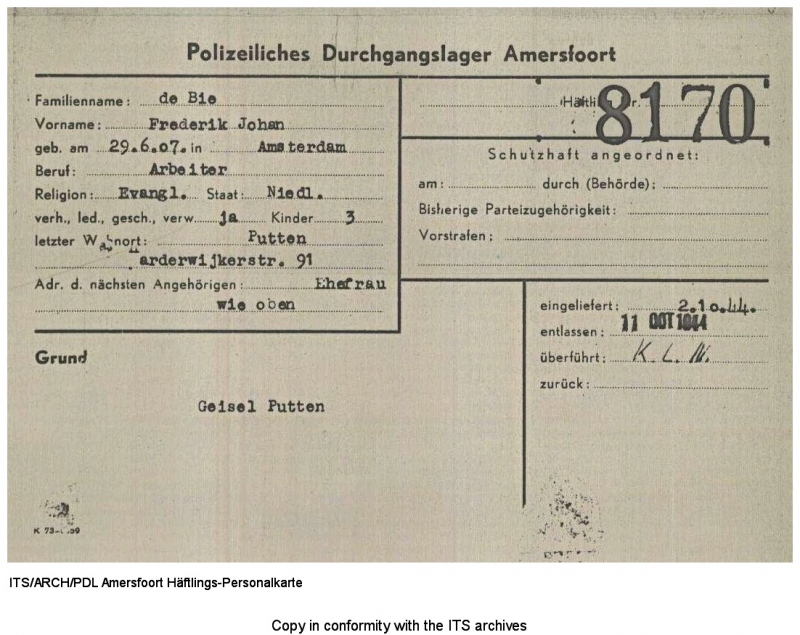 Polizeiliches Durchgangslager Amersfoort
Familienname: de Bie
Vorname: Frederik Johan
geb. am 29.6.07. in Amsterdam
Beruf: Arbeiter
Religion: Evangl. Staat: Niedl.
verh., led., gesch., verw. ja Kinder 3
letzter Wohnort: Putten
arderwijkerstr. 91
Adr. d. nächsten Angehörigen: Ehefrau
wie oben
Häftlings Nr. 8170
Schutzhaft angeordnet:
am: durch (Behörde):
Bisherige Parteizugehörigkeit:
Vorstrafen:
eingeliefert: 2.10.44.
entlassen: 11 OCT 1944
überführt: K. L. N.
zurück:
Grund
Geisel Putten
ITS/ARCH/PDL Amersfoort Häftlings-Personalkarte
Copy in conformity with the ITS archives